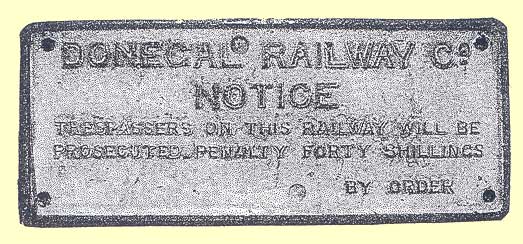 DONEGAL RAILWAY Co
NOTICE
TRESPASSERS ON THIS RAILWAY WILL BE
PROSECUTED. PENALTY FORTY SHILLINGS
BY ORDER